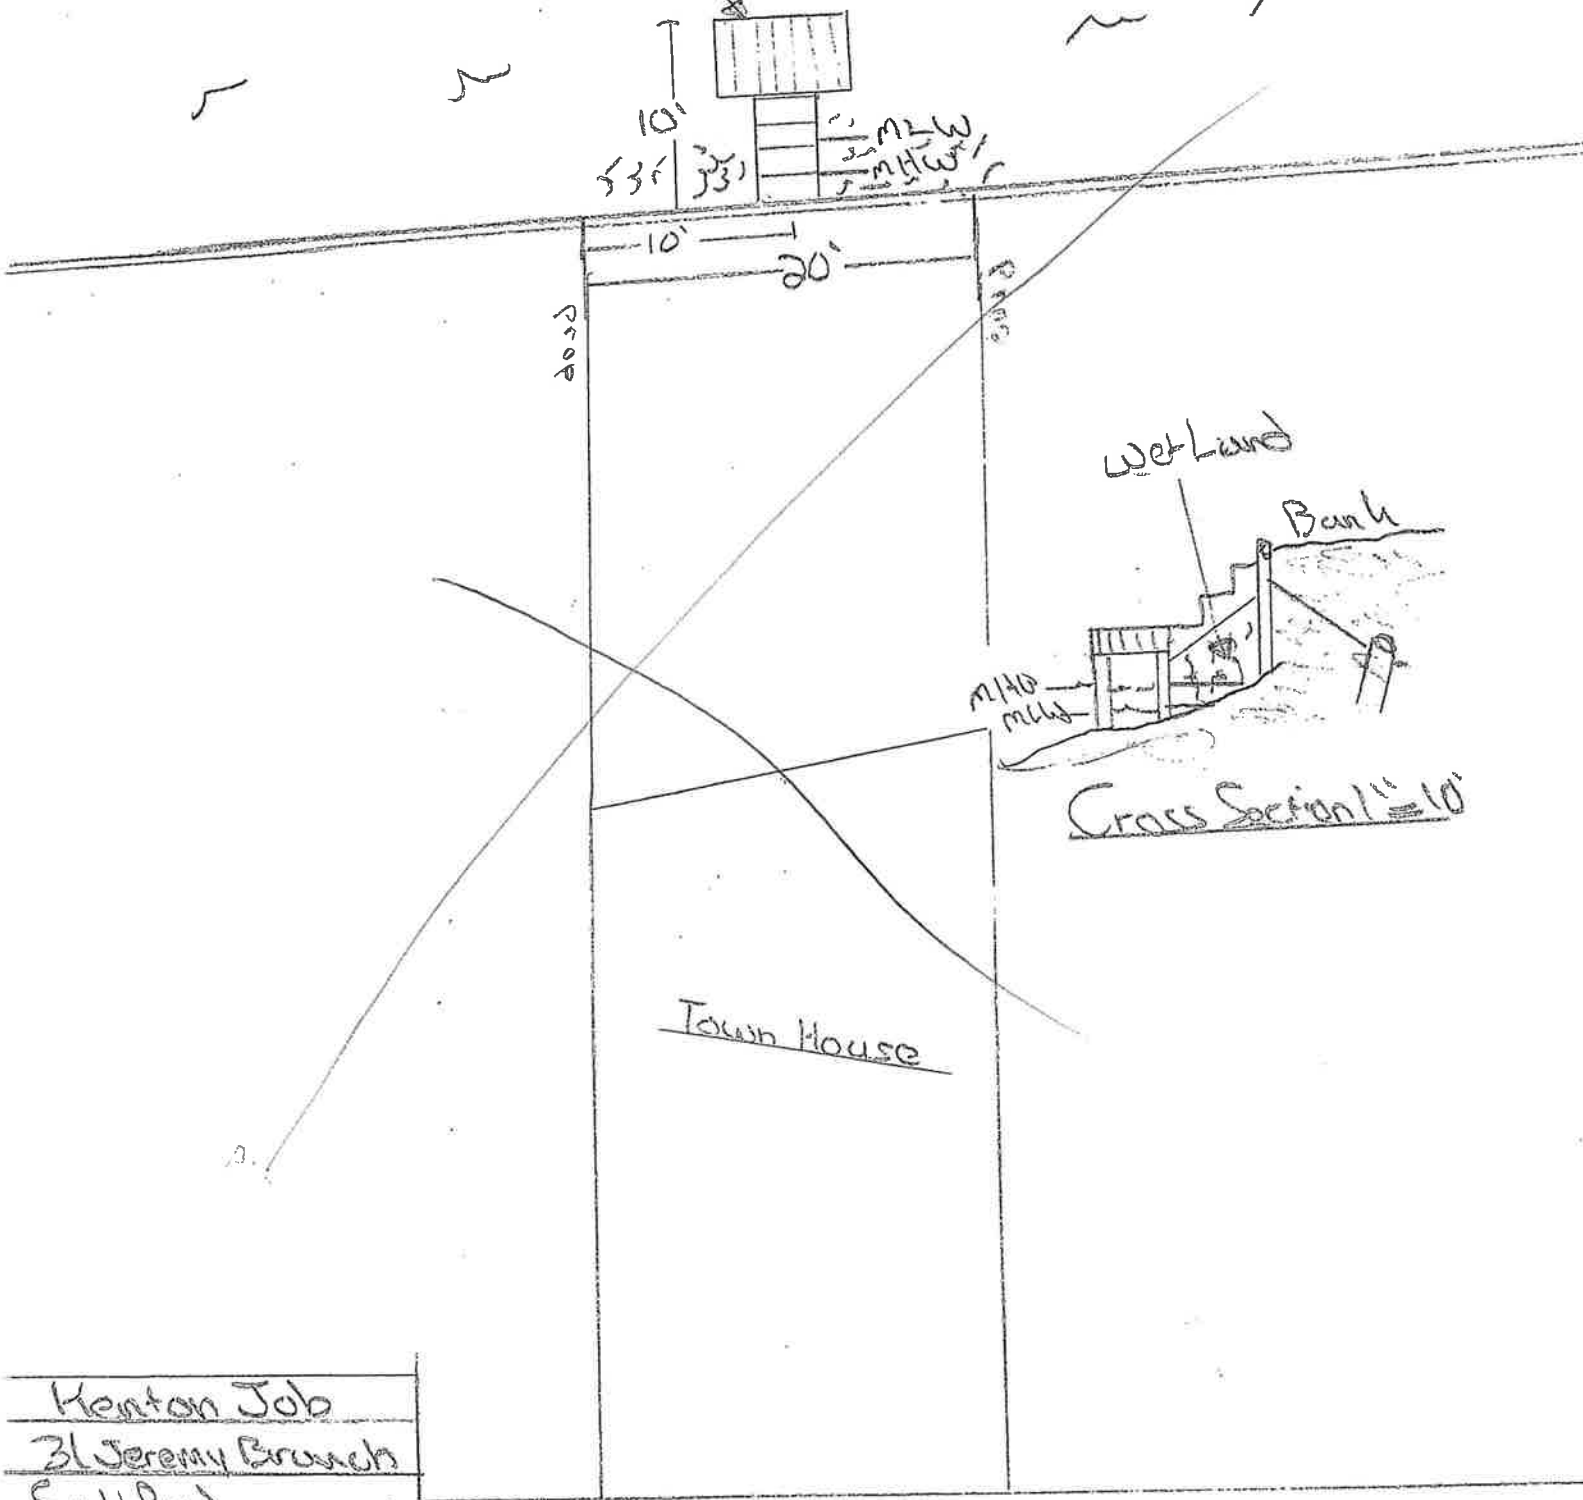 10'
MLW
MHW
10'
20'
Prop
WetLand
Bank
MHW
MLW
Cross Section 1" = 10'
Town House
Kenton Job
31 Jeremy Branch